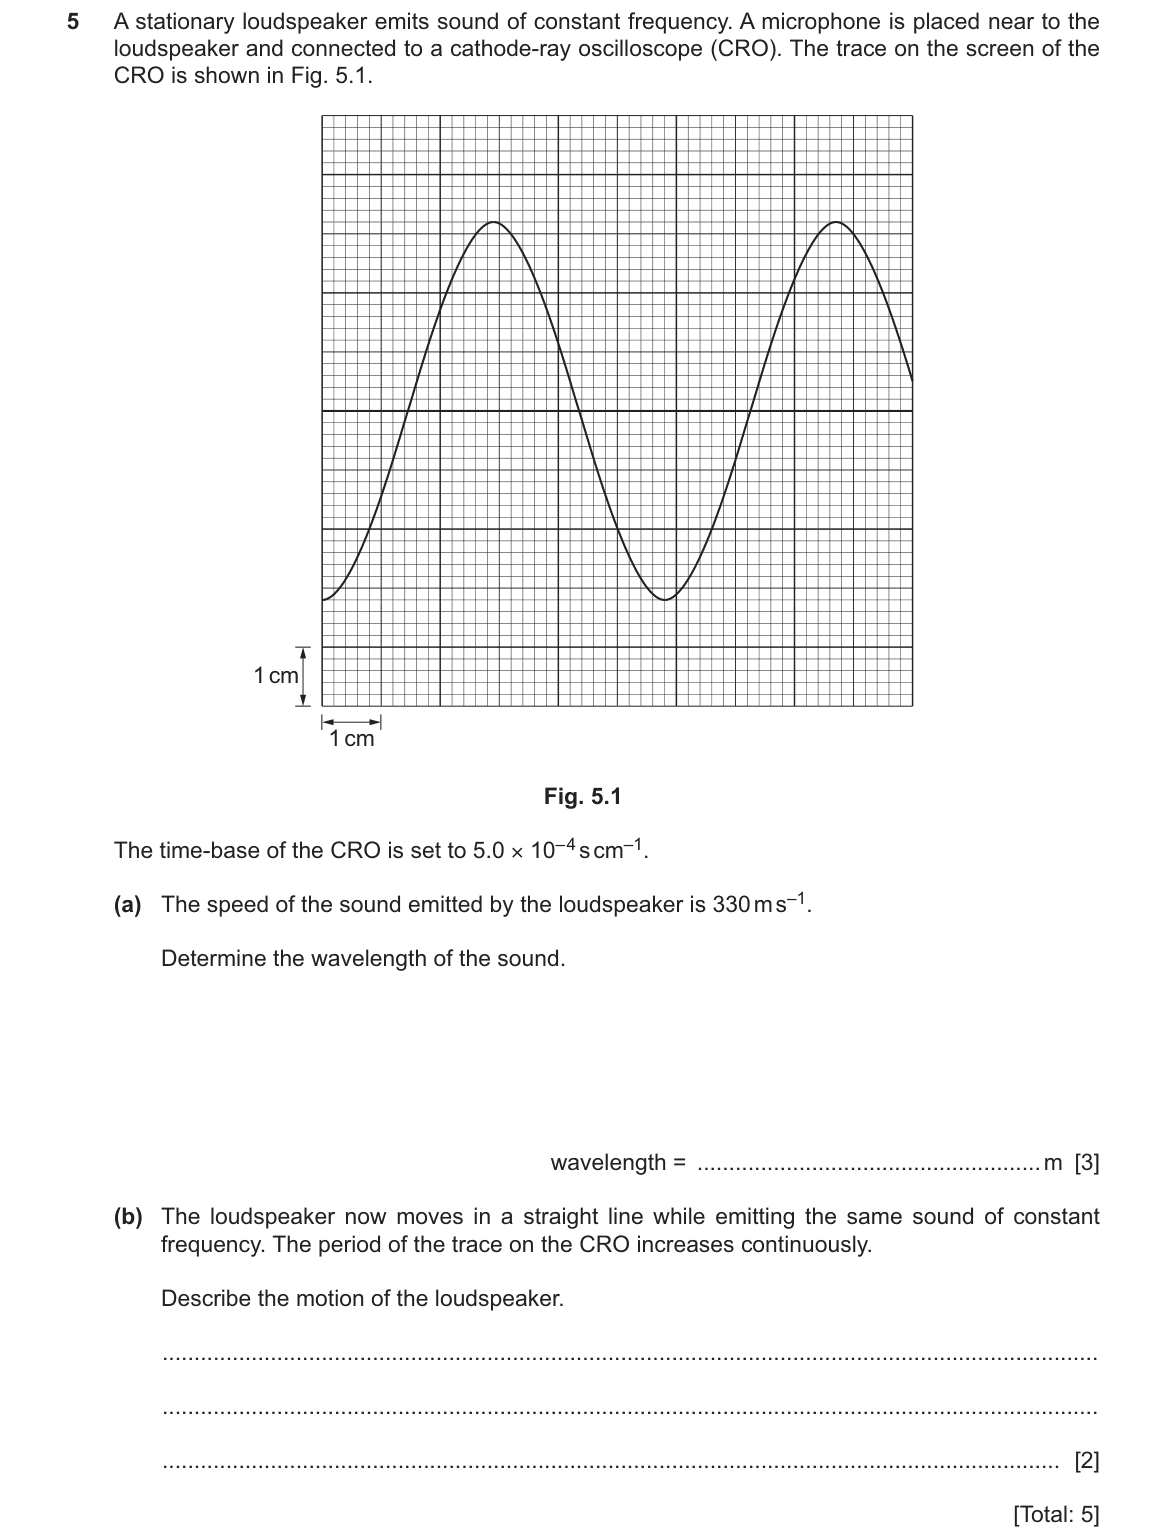 5 A stationary loudspeaker emits sound of constant frequency. A microphone is placed near to the
loudspeaker and connected to a cathode-ray oscilloscope (CRO). The trace on the screen of the
CRO is shown in Fig. 5.1.
1 cm
1 cm
Fig. 5.1
The time-base of the CRO is set to 5.0 × 10⁻⁴ s cm⁻¹.
(a) The speed of the sound emitted by the loudspeaker is 330 m s⁻¹.
Determine the wavelength of the sound.
wavelength = ...................................................... m [3]
(b) The loudspeaker now moves in a straight line while emitting the same sound of constant
frequency. The period of the trace on the CRO increases continuously.
Describe the motion of the loudspeaker.
...................................................................................................................................................
...................................................................................................................................................
............................................................................................................................................. [2]
[Total: 5]